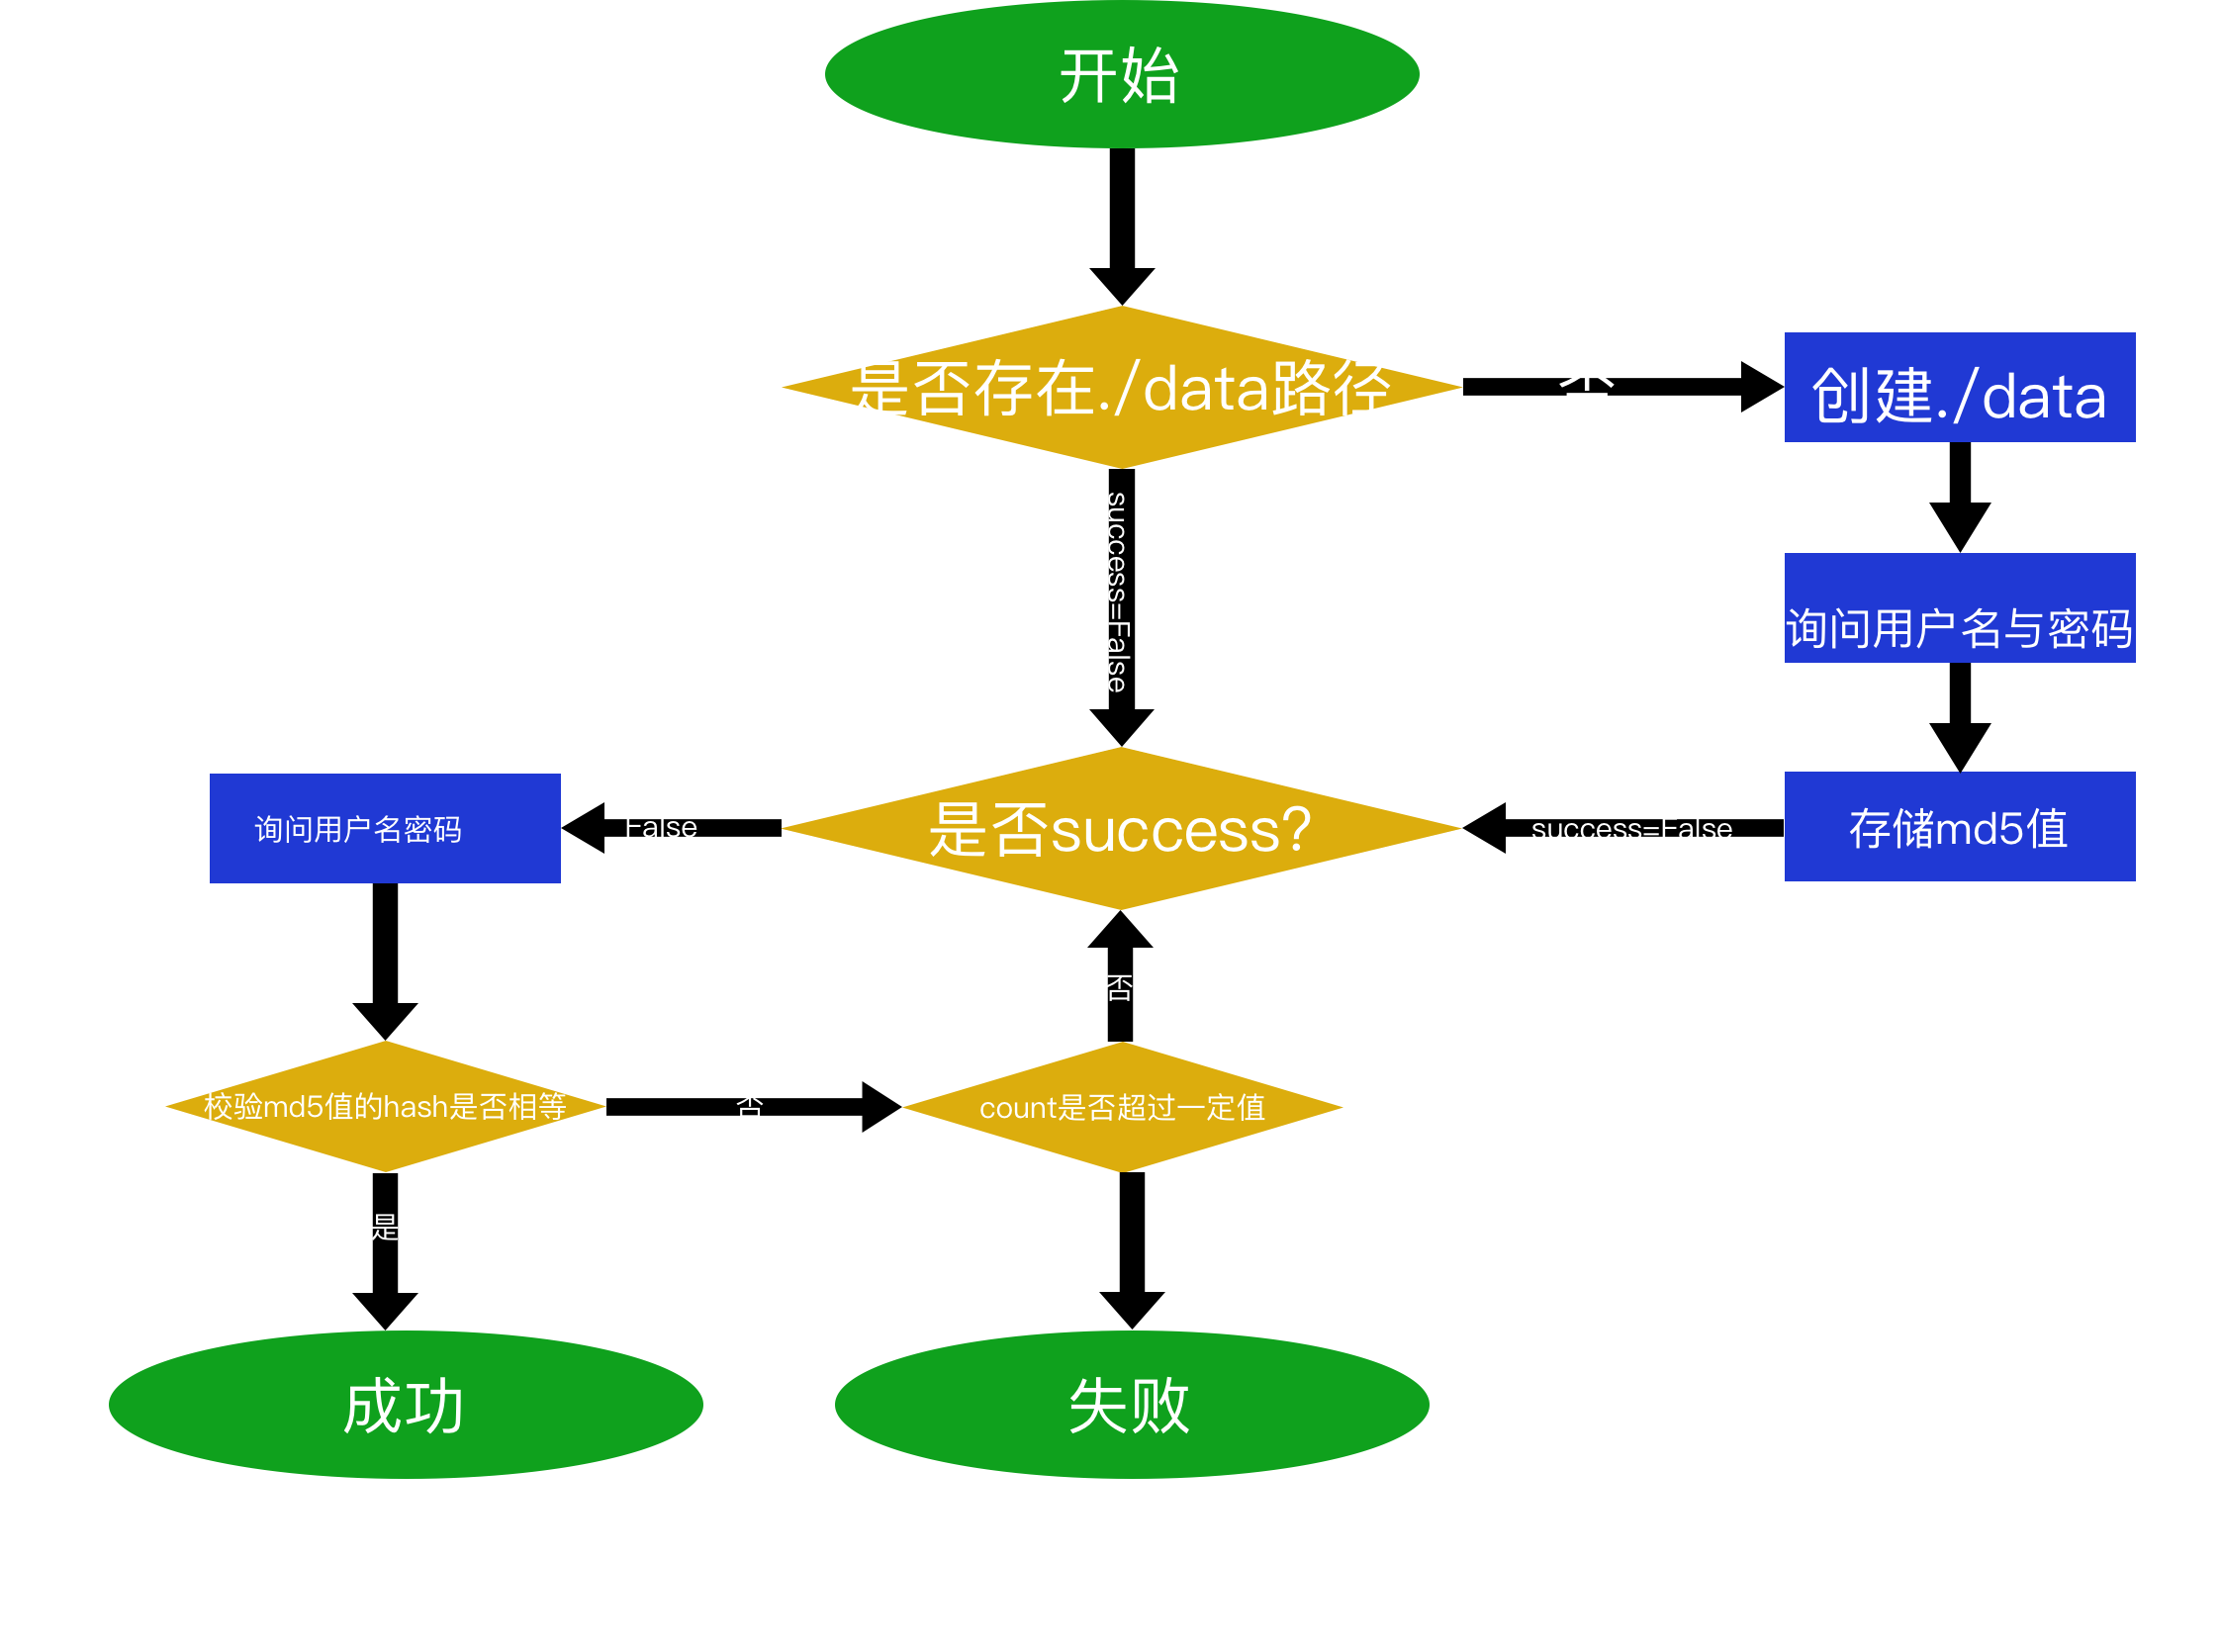 开始
是否存在./data路径
否
创建./data
success=False
询问用户名与密码
询问用户名密码
False
是否success?
success=False
存储md5值
否
校验md5值的hash是否相等
否
count是否超过一定值
是
成功
失败